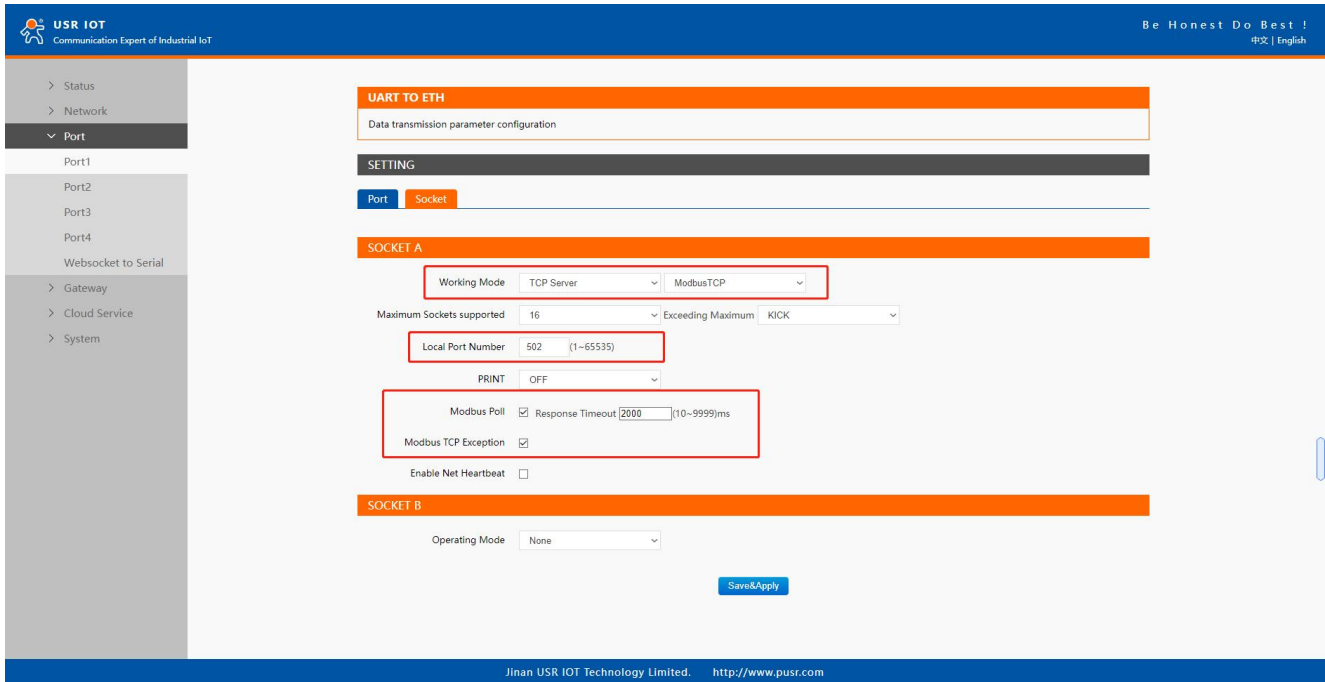 USR IOT
Communication Expert of Industrial IoT
Be Honest Do Best !
中文 | English
Status
Network
Port
Port1
Port2
Port3
Port4
Websocket to Serial
Gateway
Cloud Service
System
UART TO ETH
Data transmission parameter configuration
SETTING
Port Socket
SOCKET A
Working Mode TCP Server ModbusTCP
Maximum Sockets supported 16 Exceeding Maximum KICK
Local Port Number 502 (1~65535)
PRINT OFF
Modbus Poll Response Timeout 2000 (10~9999)ms
Modbus TCP Exception
Enable Net Heartbeat
SOCKET B
Operating Mode None
Save&Apply
Jinan USR IOT Technology Limited. http://www.pusr.com